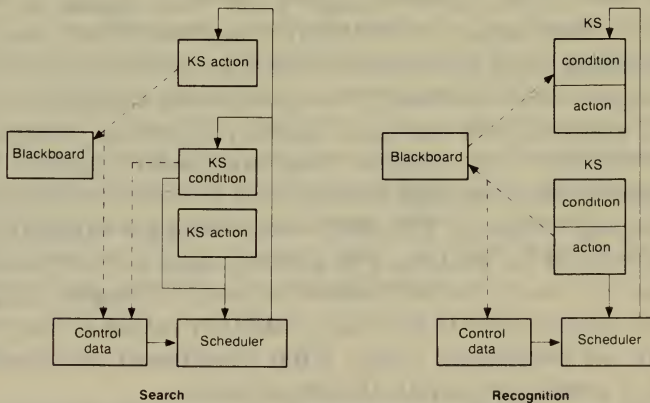 KS action
Blackboard
KS
condition
KS action
Control
data
Scheduler
Search
KS
condition
action
Blackboard
KS
condition
action
Control
data
Scheduler
Recognition